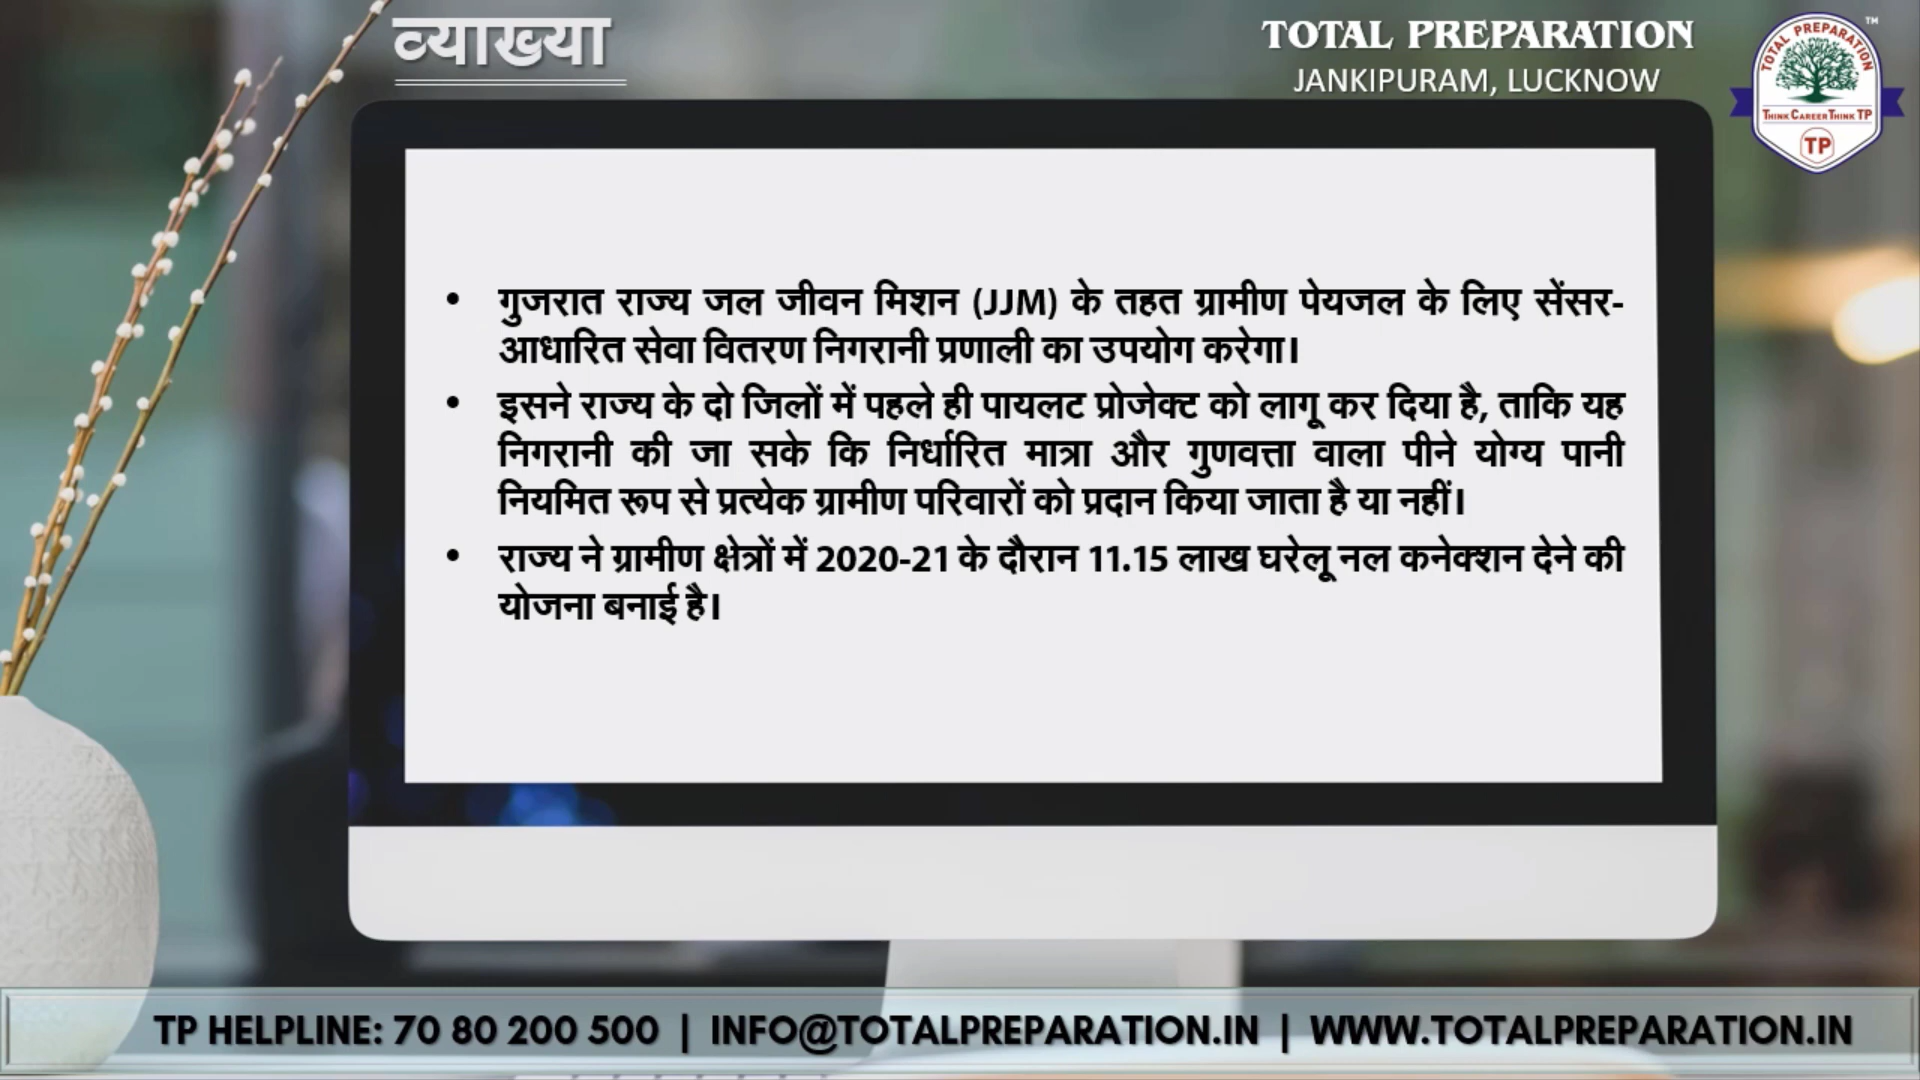 व्याख्या
TOTAL PREPARATION
JANKIPURAM, LUCKNOW
TM
TOTAL PREPARATION
THINK CAREER THINK TP
TP
• गुजरात राज्य जल जीवन मिशन (JJM) के तहत ग्रामीण पेयजल के लिए सेंसर-
आधारित सेवा वितरण निगरानी प्रणाली का उपयोग करेगा।
• इसने राज्य के दो जिलों में पहले ही पायलट प्रोजेक्ट को लागू कर दिया है, ताकि यह
निगरानी की जा सके कि निर्धारित मात्रा और गुणवत्ता वाला पीने योग्य पानी
नियमित रूप से प्रत्येक ग्रामीण परिवारों को प्रदान किया जाता है या नहीं।
• राज्य ने ग्रामीण क्षेत्रों में 2020-21 के दौरान 11.15 लाख घरेलू नल कनेक्शन देने की
योजना बनाई है।
TP HELPLINE: 70 80 200 500 | INFO@TOTALPREPARATION.IN | WWW.TOTALPREPARATION.IN